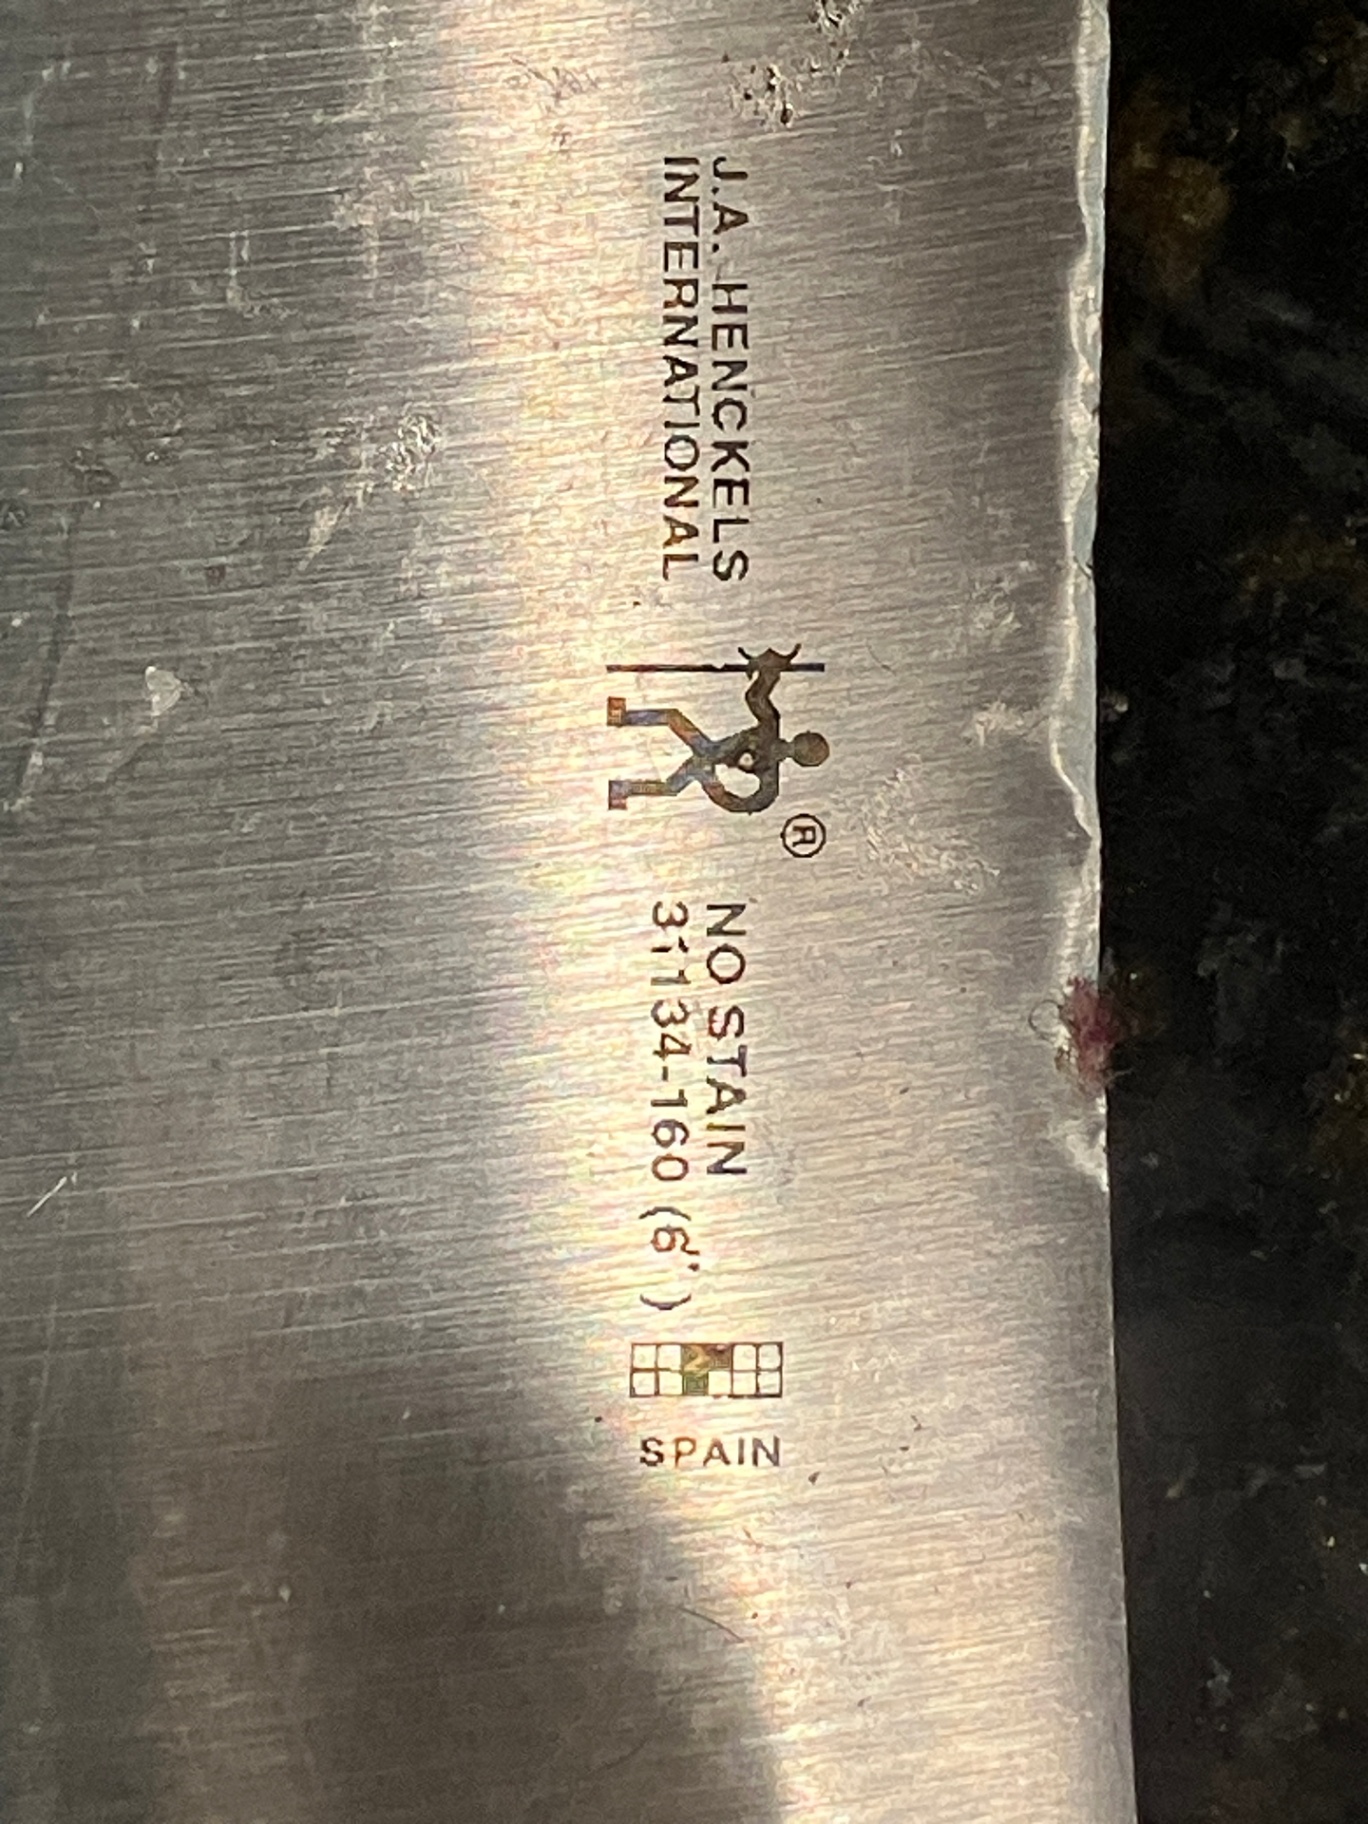 J.A. HENCKELS
INTERNATIONAL
®
NO STAIN
31134-160 (6")
SPAIN